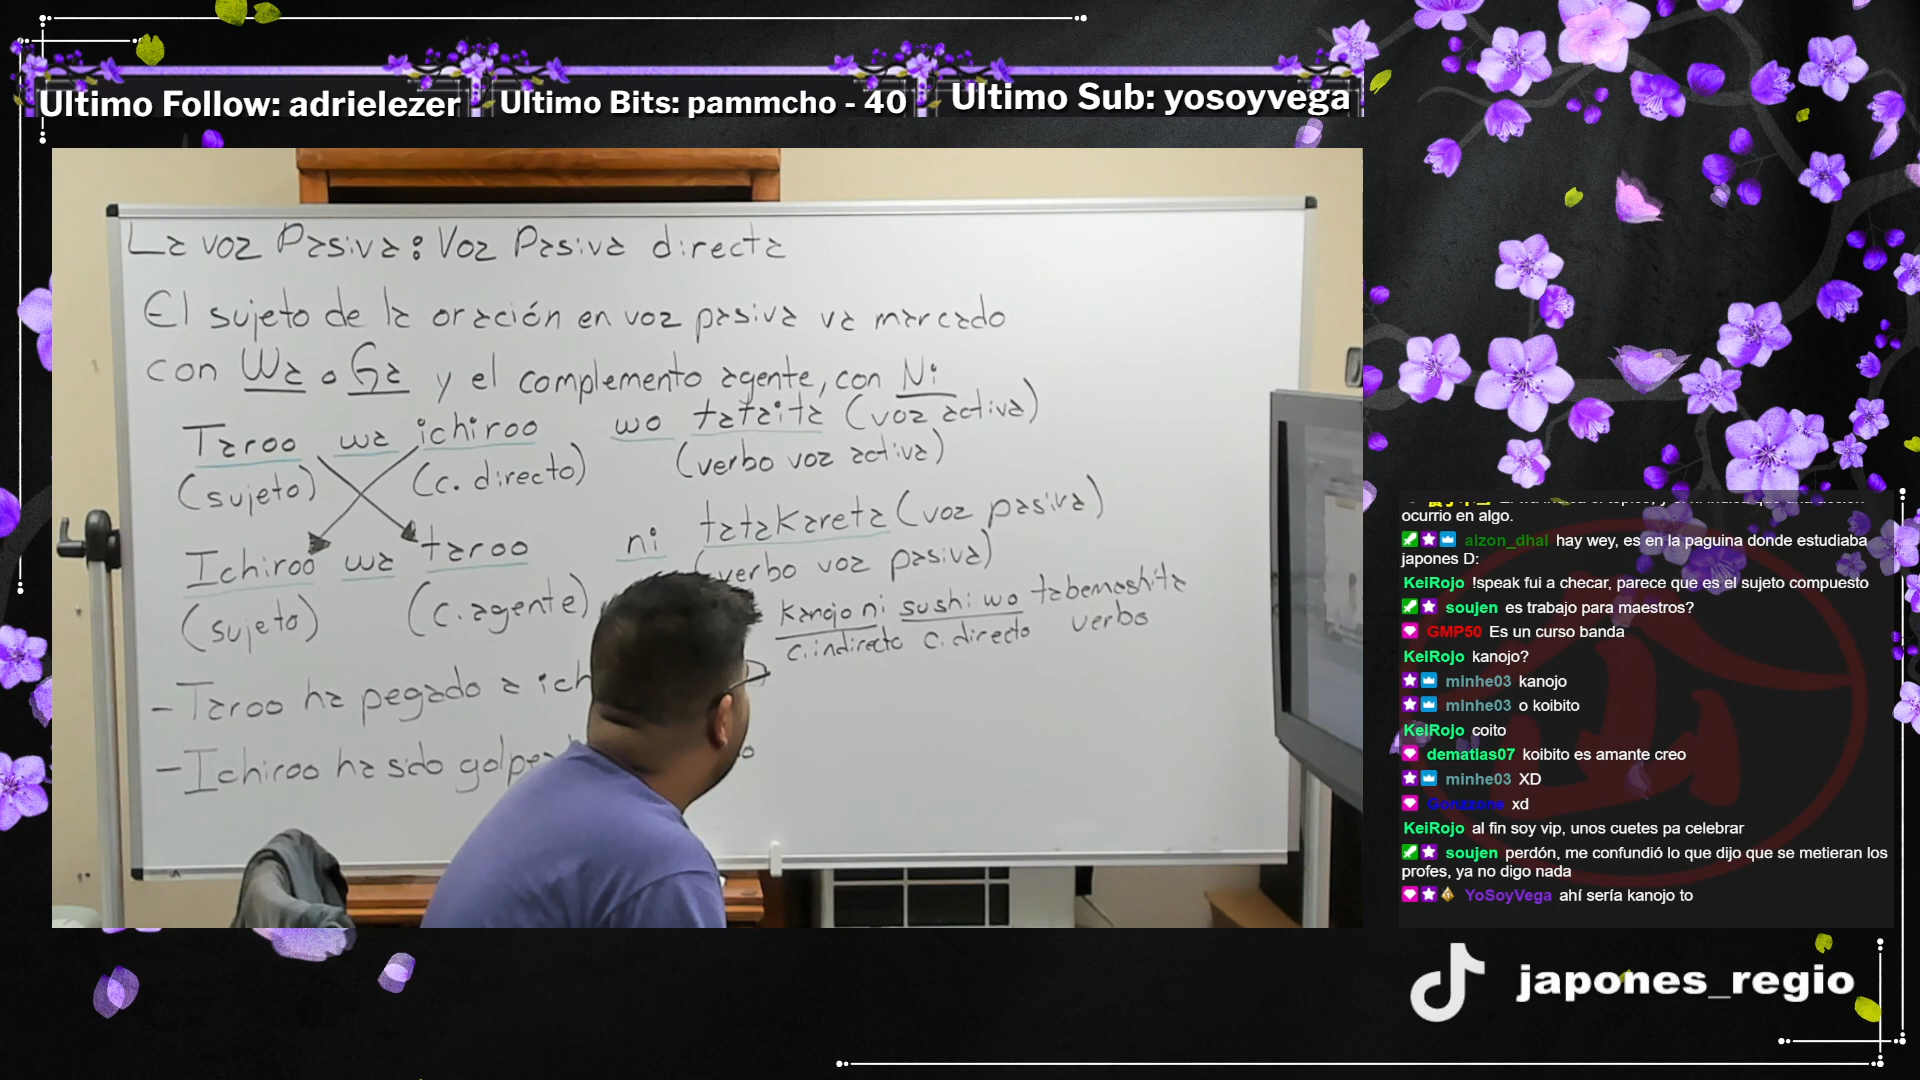 Ultimo Follow: adrielezer
Ultimo Bits: pammcho - 40
Ultimo Sub: yosoyvega
La voz Pasiva: Voz Pasiva directa
El sujeto de la oración en voz pasiva va marcado
con Wa o Ga y el complemento agente, con Ni
Taroo wa ichiroo wo tataita (voz activa)
(sujeto) (c. directo) (verbo voz activa)
Ichiroo wa taroo ni tatakareta (voz pasiva)
(sujeto) (c. agente) verbo voz pasiva)
kanojo ni sushi wo tabemashita
c. indirecto c. directo verbo
- Taroo ha pegado a ich
- Ichiroo ha sido golpe
ocurrio en algo.
alzon_dhal hay wey, es en la paguina donde estudiaba
japones D:
KeiRojo !speak fui a checar, parece que es el sujeto compuesto
soujen es trabajo para maestros?
GMP50 Es un curso banda
KeiRojo kanojo?
minhe03 kanojo
minhe03 o koibito
KeiRojo coito
dematlas07 koibito es amante creo
minhe03 XD
Gonzzone xd
KeiRojo al fin soy vip, unos cuetes pa celebrar
soujen perdón, me confundió lo que dijo que se metieran los
profes, ya no digo nada
YoSoyVega ahí sería kanojo to
japones_regio